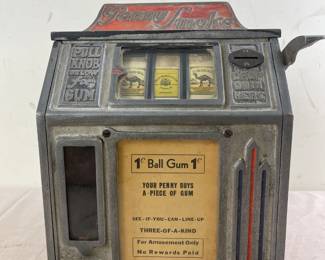 Penny Smoke
PULL
KNOB
BELOW
FOR
GUM
1¢ Ball Gum 1¢
YOUR PENNY BUYS
A PIECE OF GUM
SEE - IF - YOU - CAN - LINE - UP
THREE-OF-A-KIND
For Amusement Only
No Rewards Paid